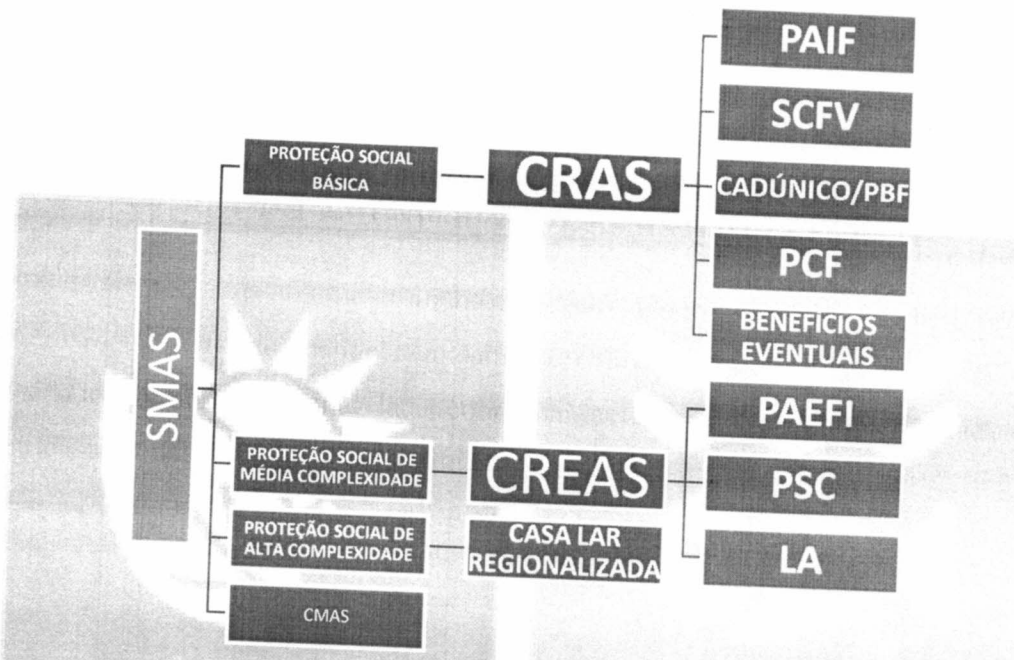 SMAS
PROTEÇÃO SOCIAL
BÁSICA
CRAS
PAIF
SCFV
CADÚNICO/PBF
PCF
BENEFÍCIOS
EVENTUAIS
PROTEÇÃO SOCIAL DE
MÉDIA COMPLEXIDADE
CREAS
PAEFI
PSC
LA
PROTEÇÃO SOCIAL DE
ALTA COMPLEXIDADE
CASA LAR
REGIONALIZADA
CMAS